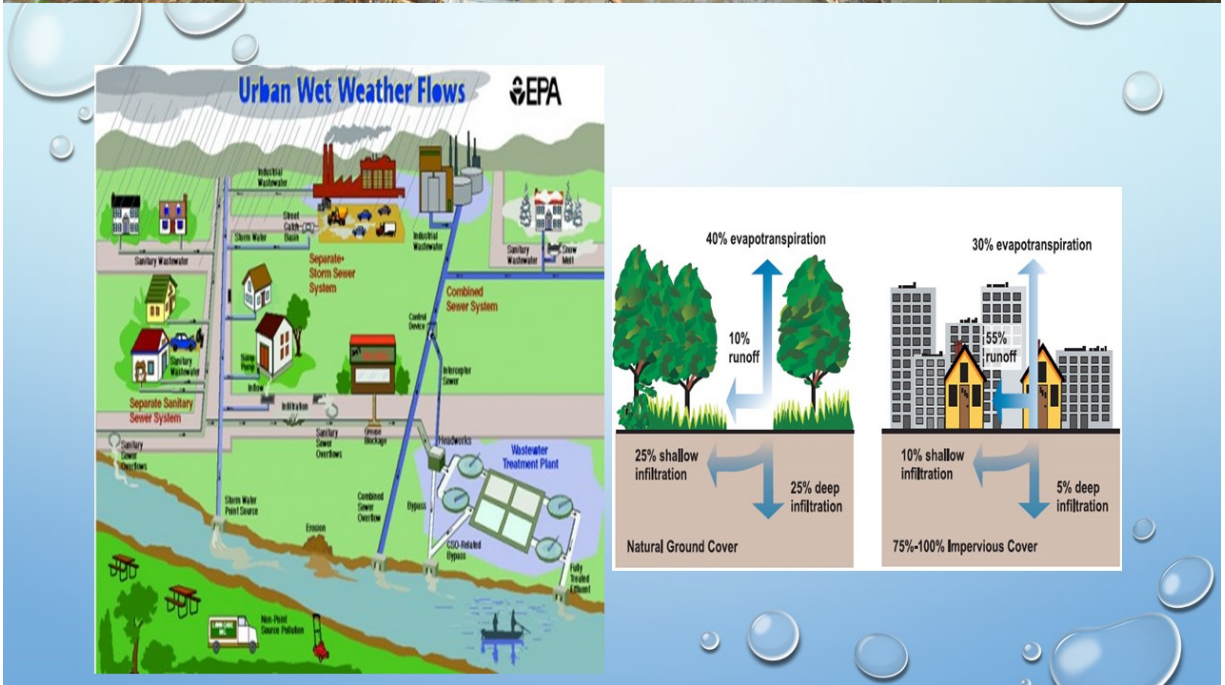 Urban Wet Weather Flows
EPA
Industrial
Wastewater
Street
Catch
Basin
Storm Water
Separate
Storm Sewer
System
Industrial
Wastewater
Sanitary
Wastewater
Snow
Melt
Sanitary Wastewater
Combined
Sewer System
Control
Device
Sanitary
Wastewater
Sump
Pump
Inflow
Interceptor
Sewer
Separate Sanitary
Sewer System
Infiltration
Sanitary
Sewer
Overflows
Sanitary
Sewer
Overflows
Grease
Blockage
Headworks
Wastewater
Treatment Plant
Storm Water
Point Source
Erosion
Combined
Sewer
Overflow
Bypass
CSO-Related
Bypass
Fully
Treated
Effluent
Non-Point
Source Pollution
40% evapotranspiration
10%
runoff
25% shallow
infiltration
25% deep
infiltration
Natural Ground Cover
30% evapotranspiration
55%
runoff
10% shallow
infiltration
5% deep
infiltration
75%-100% Impervious Cover